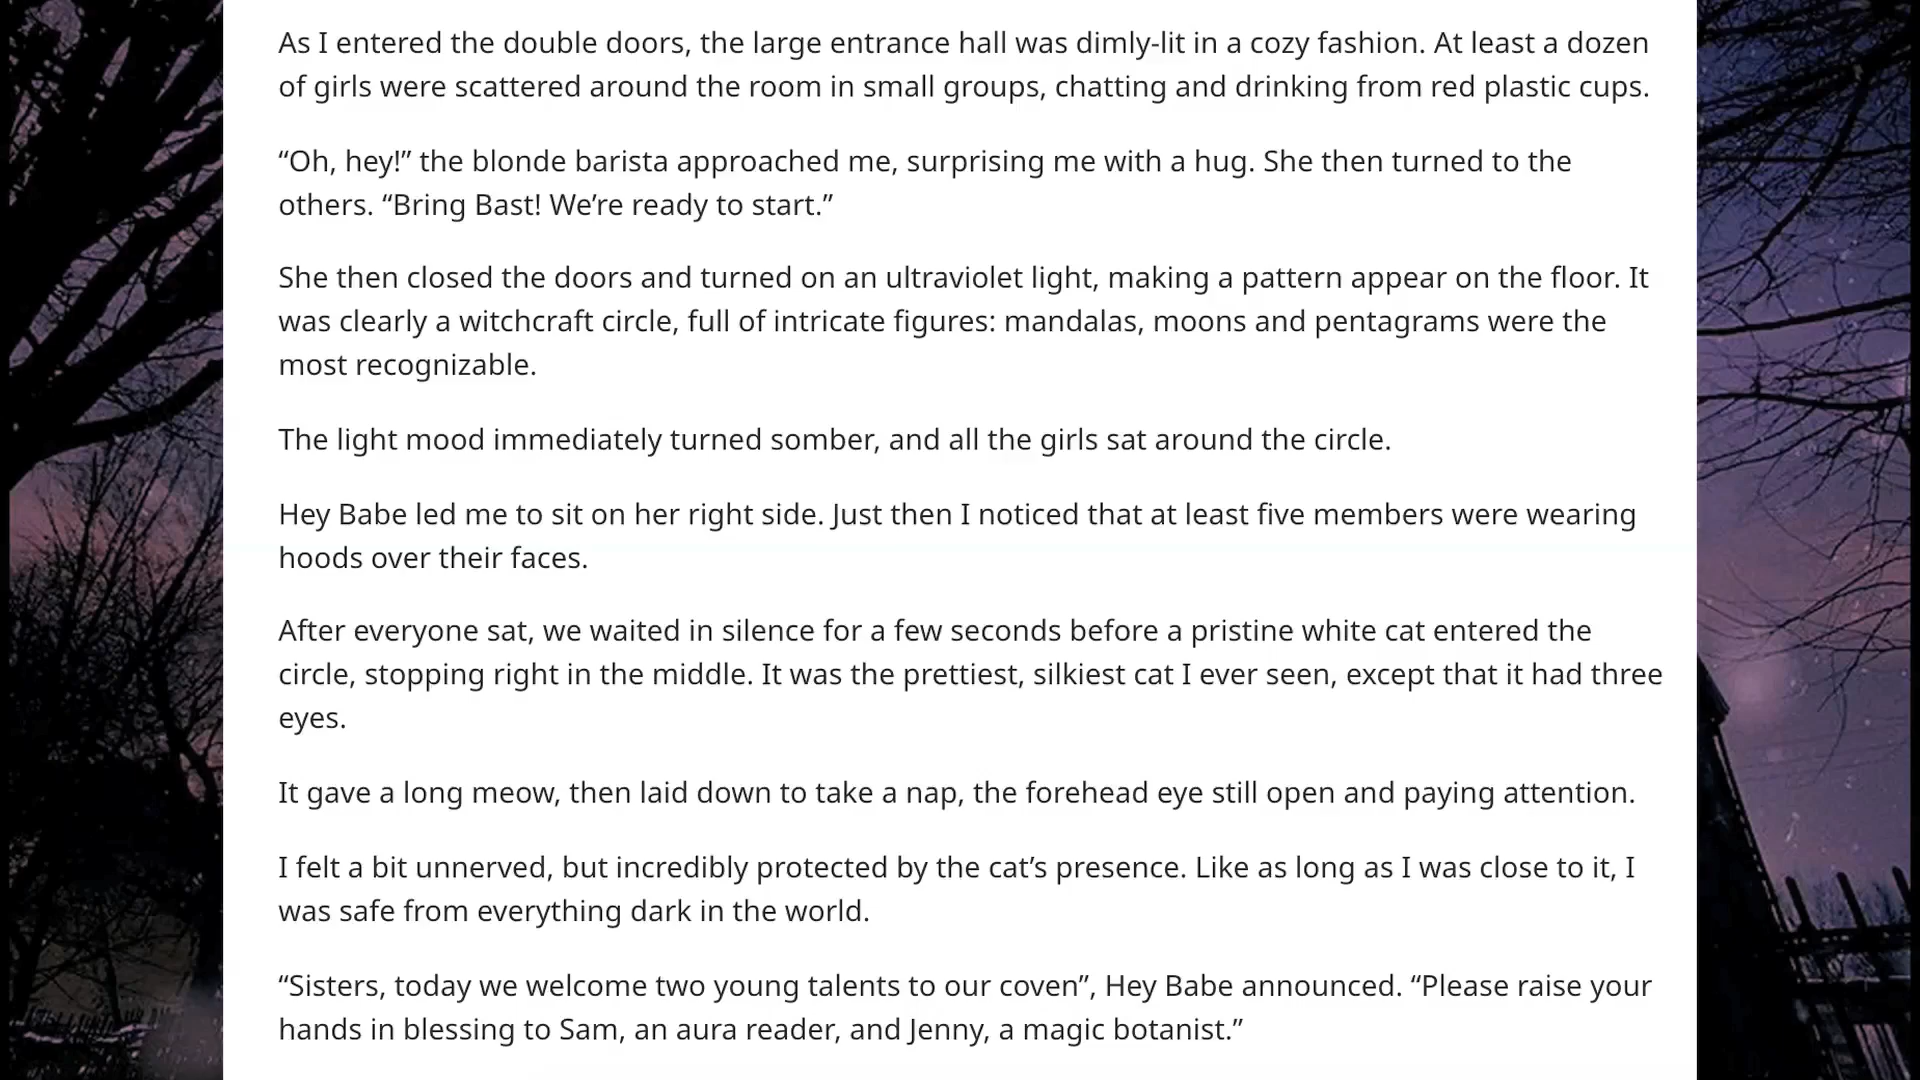 As I entered the double doors, the large entrance hall was dimly-lit in a cozy fashion. At least a dozen
of girls were scattered around the room in small groups, chatting and drinking from red plastic cups.
“Oh, hey!” the blonde barista approached me, surprising me with a hug. She then turned to the
others. “Bring Bast! We’re ready to start.”
She then closed the doors and turned on an ultraviolet light, making a pattern appear on the floor. It
was clearly a witchcraft circle, full of intricate figures: mandalas, moons and pentagrams were the
most recognizable.
The light mood immediately turned somber, and all the girls sat around the circle.
Hey Babe led me to sit on her right side. Just then I noticed that at least five members were wearing
hoods over their faces.
After everyone sat, we waited in silence for a few seconds before a pristine white cat entered the
circle, stopping right in the middle. It was the prettiest, silkiest cat I ever seen, except that it had three
eyes.
It gave a long meow, then laid down to take a nap, the forehead eye still open and paying attention.
I felt a bit unnerved, but incredibly protected by the cat’s presence. Like as long as I was close to it, I
was safe from everything dark in the world.
“Sisters, today we welcome two young talents to our coven”, Hey Babe announced. “Please raise your
hands in blessing to Sam, an aura reader, and Jenny, a magic botanist.”